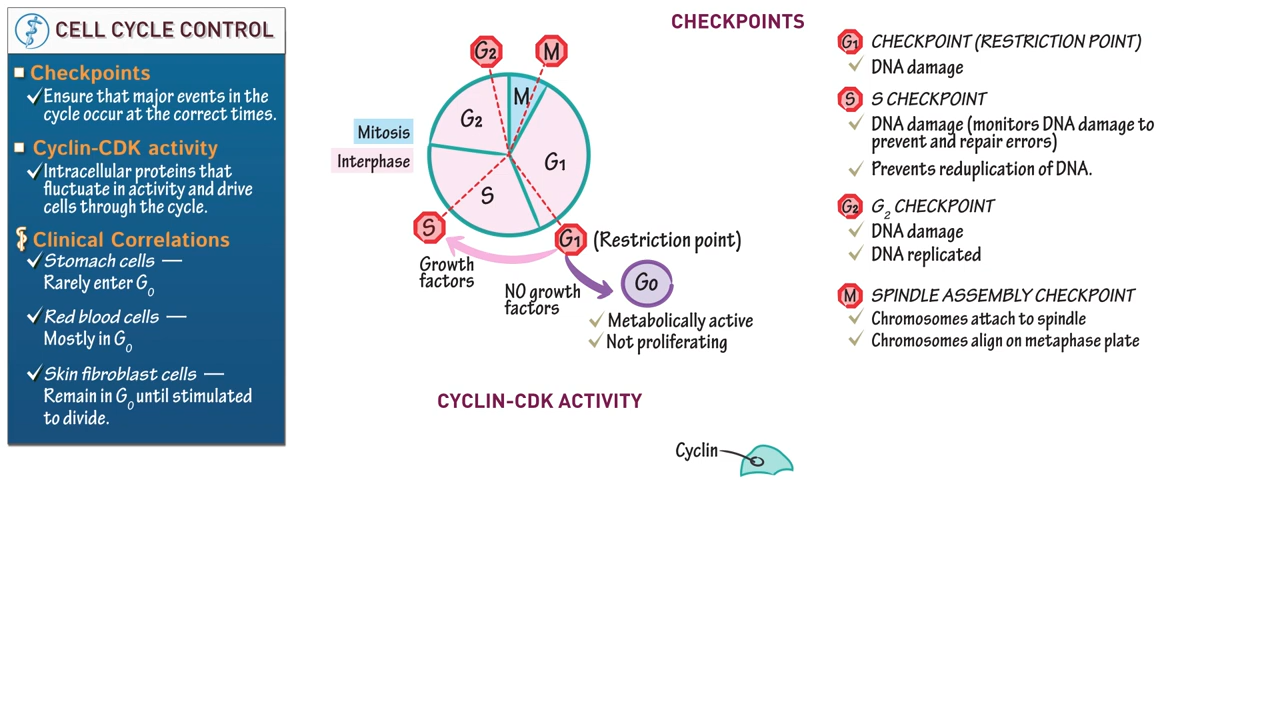 CELL CYCLE CONTROL
Checkpoints
Ensure that major events in the
cycle occur at the correct times.
Cyclin-CDK activity
Intracellular proteins that
fluctuate in activity and drive
cells through the cycle.
Clinical Correlations
Stomach cells —
Rarely enter G0
Red blood cells —
Mostly in G0
Skin fibroblast cells —
Remain in G0 until stimulated
to divide.
CHECKPOINTS
G2
M
M
G2
G1
S
Mitosis
Interphase
S
G1
(Restriction point)
Growth
factors
NO growth
factors
G0
Metabolically active
Not proliferating
G1 CHECKPOINT (RESTRICTION POINT)
DNA damage
S S CHECKPOINT
DNA damage (monitors DNA damage to
prevent and repair errors)
Prevents reduplication of DNA.
G2 G2 CHECKPOINT
DNA damage
DNA replicated
M SPINDLE ASSEMBLY CHECKPOINT
Chromosomes attach to spindle
Chromosomes align on metaphase plate
CYCLIN-CDK ACTIVITY
Cyclin